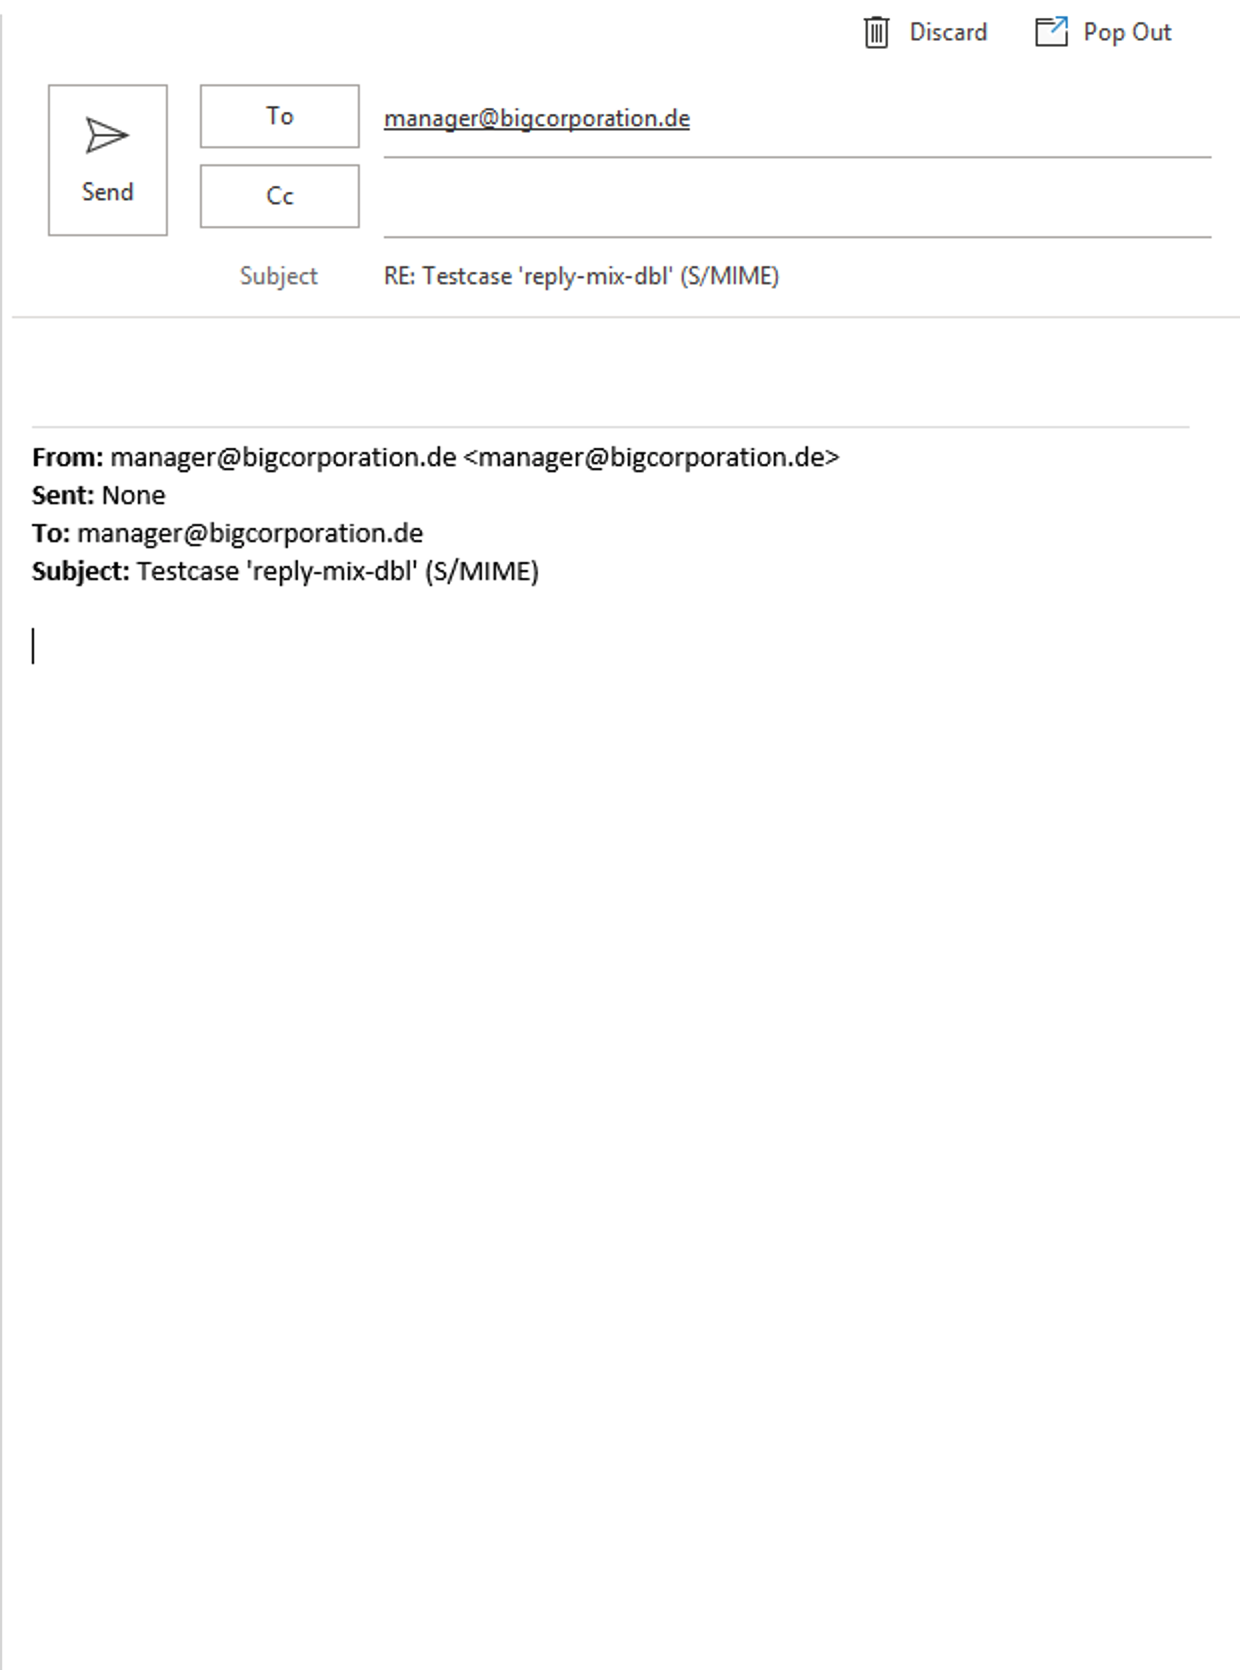 Discard Pop Out
To manager@bigcorporation.de
Send
Cc
Subject RE: Testcase 'reply-mix-dbl' (S/MIME)
From: manager@bigcorporation.de <manager@bigcorporation.de>
Sent: None
To: manager@bigcorporation.de
Subject: Testcase 'reply-mix-dbl' (S/MIME)